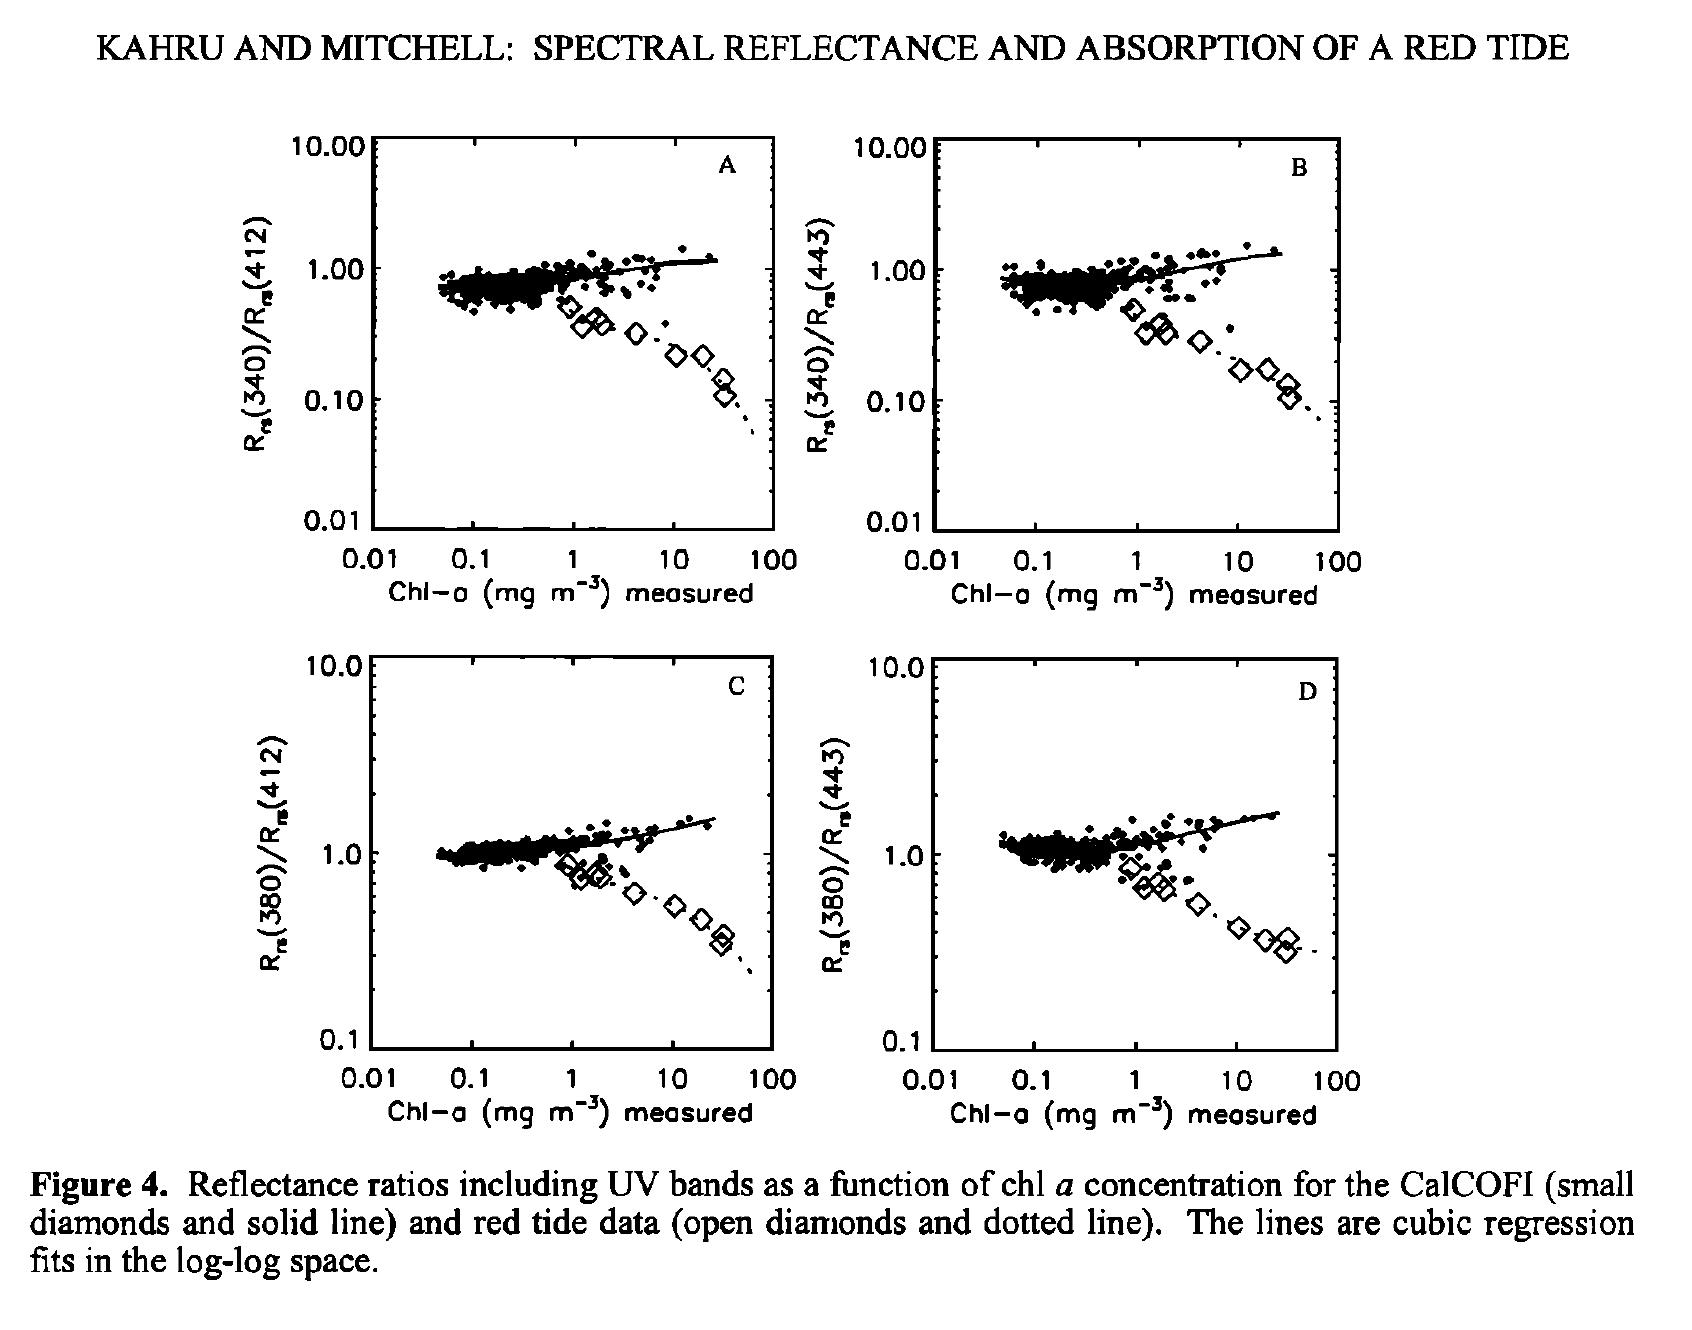 KAHRU AND MITCHELL: SPECTRAL REFLECTANCE AND ABSORPTION OF A RED TIDE
A
10.00
1.00
0.10
0.01
Rrs(340)/Rrs(412)
0.01 0.1 1 10 100
Chl-a (mg m⁻³) measured
B
10.00
1.00
0.10
0.01
Rrs(340)/Rrs(443)
0.01 0.1 1 10 100
Chl-a (mg m⁻³) measured
C
10.0
1.0
0.1
Rrs(380)/Rrs(412)
0.01 0.1 1 10 100
Chl-a (mg m⁻³) measured
D
10.0
1.0
0.1
Rrs(380)/Rrs(443)
0.01 0.1 1 10 100
Chl-a (mg m⁻³) measured
Figure 4. Reflectance ratios including UV bands as a function of chl a concentration for the CalCOFI (small
diamonds and solid line) and red tide data (open diamonds and dotted line). The lines are cubic regression
fits in the log-log space.